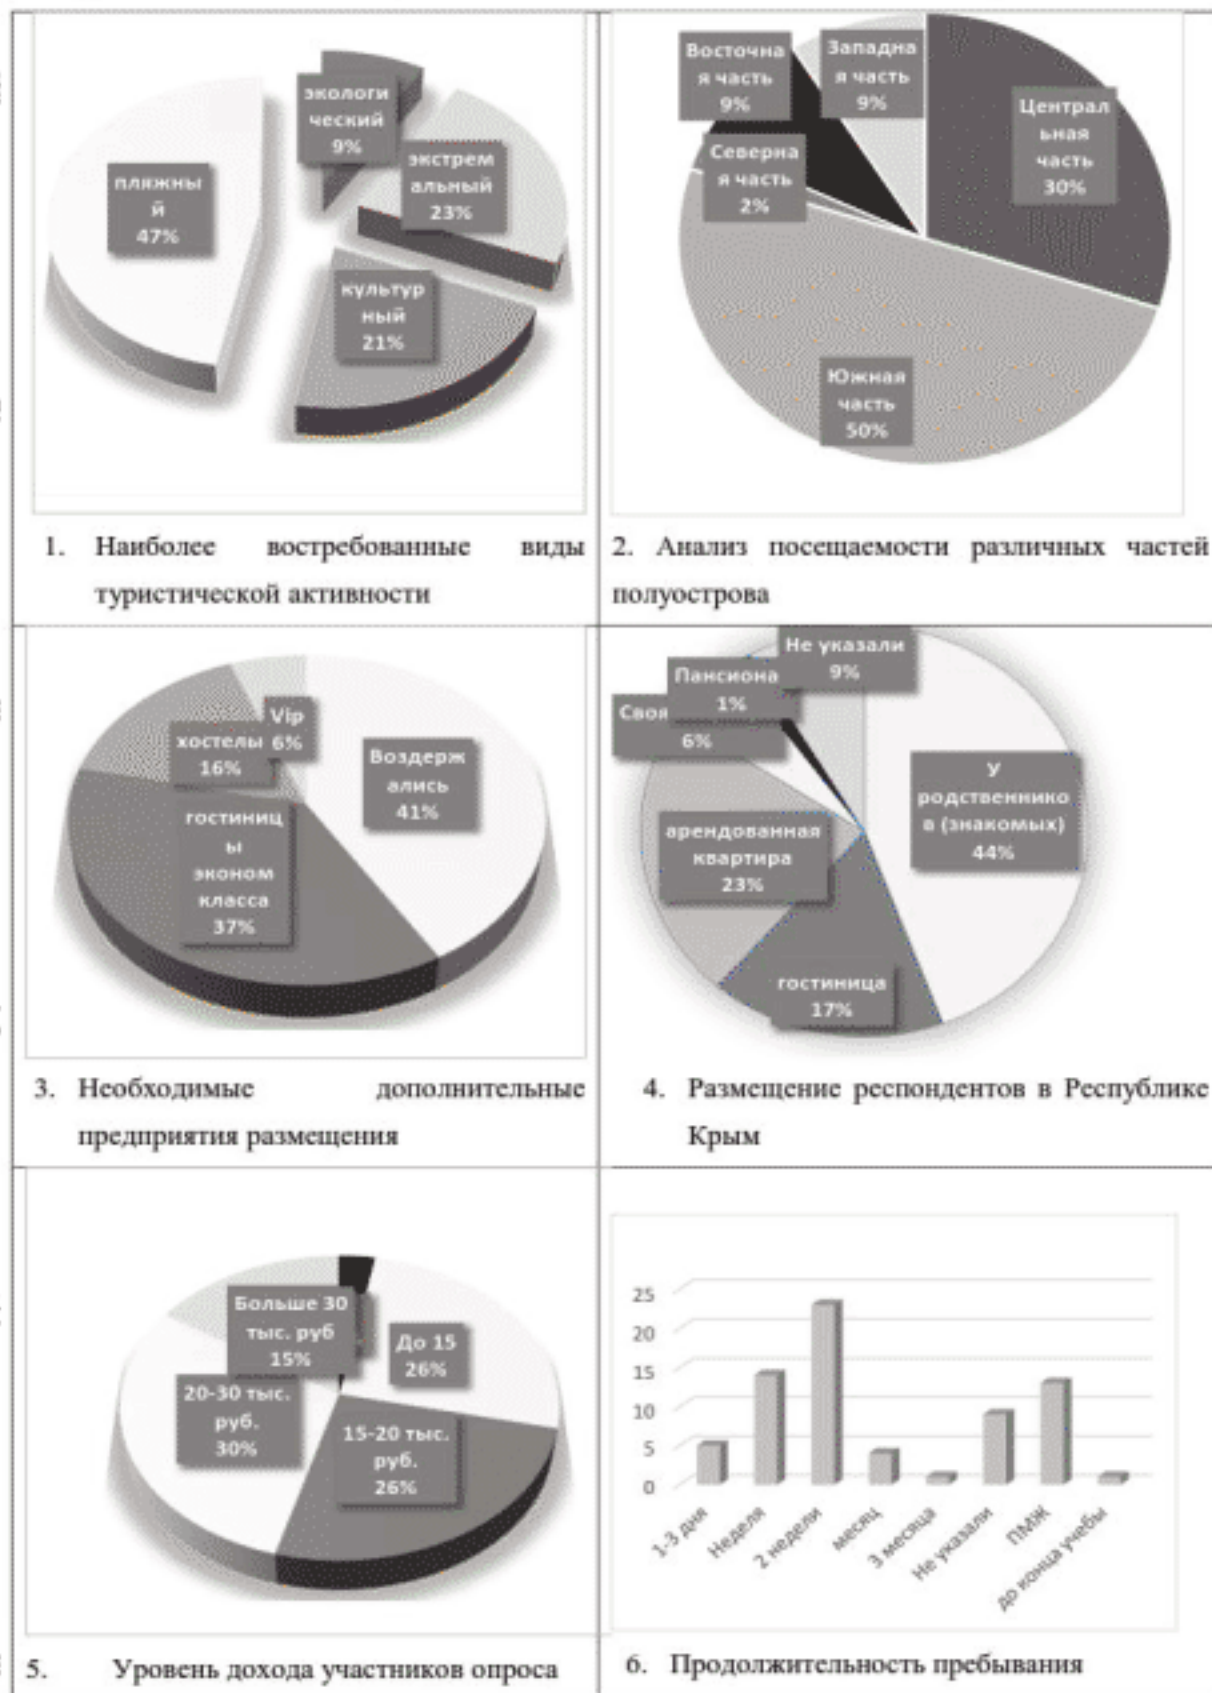 экологи
ческий
9%
экстрем
альный
23%
пляжны
й
47%
культур
ный
21%
1. Наиболее востребованные виды
туристической активности
Восточна
я часть
9%
Западна
я часть
9%
Централ
ьная
часть
30%
Северна
я часть
2%
Южная
часть
50%
2. Анализ посещаемости различных частей
полуострова
Vip
6%
хостелы
16%
Воздерж
ались
41%
гостиниц
ы
эконом
класса
37%
3. Необходимые дополнительные
предприятия размещения
Не указали
9%
Пансиона
1%
Своя
6%
У
родственнико
в (знакомых)
44%
арендованная
квартира
23%
гостиница
17%
4. Размещение респондентов в Республике
Крым
Больше 30
тыс. руб
15%
До 15
26%
20-30 тыс.
руб.
30%
15-20 тыс.
руб.
26%
5. Уровень дохода участников опроса
25
20
15
10
5
0
1-3 дня
Неделя
2 недели
месяц
3 месяца
Не указали
ПМЖ
до конца учебы
6. Продолжительность пребывания